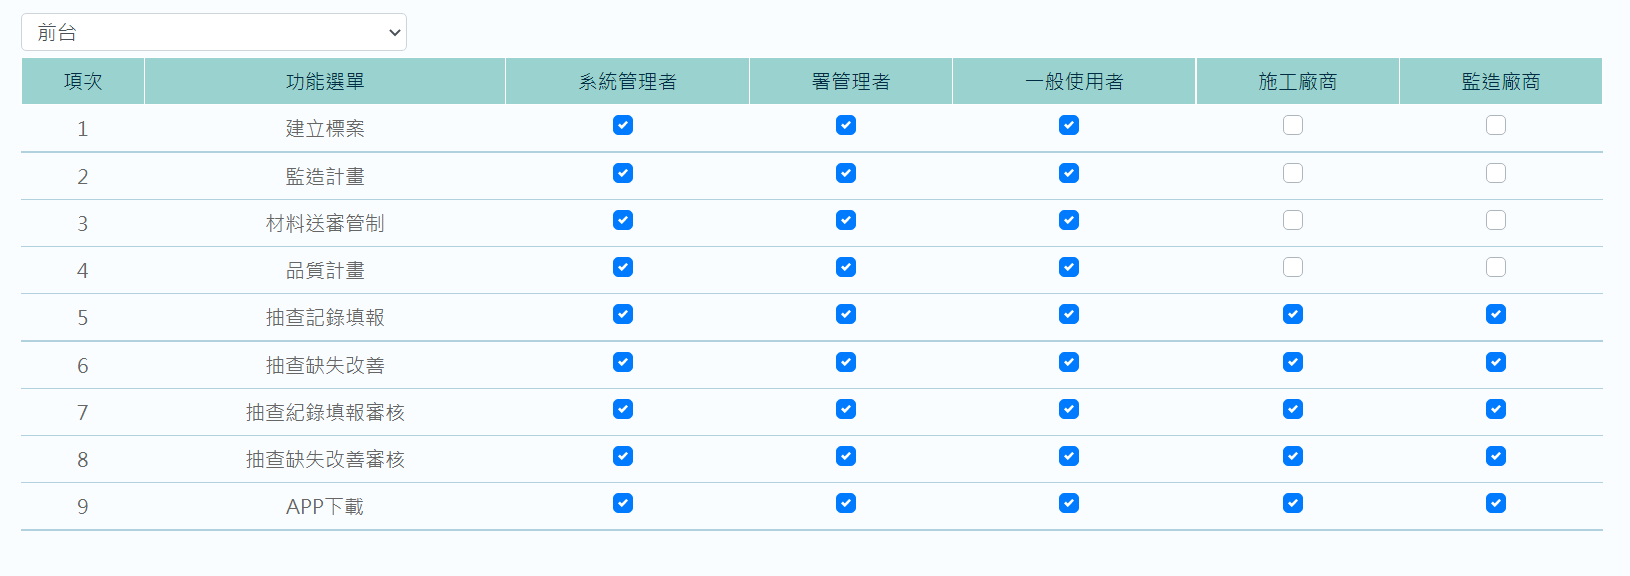 前台
項次 功能選單 系統管理者 署管理者 一般使用者 施工廠商 監造廠商
1 建立標案
2 監造計畫
3 材料送審管制
4 品質計畫
5 抽查記錄填報
6 抽查缺失改善
7 抽查紀錄填報審核
8 抽查缺失改善審核
9 APP下載